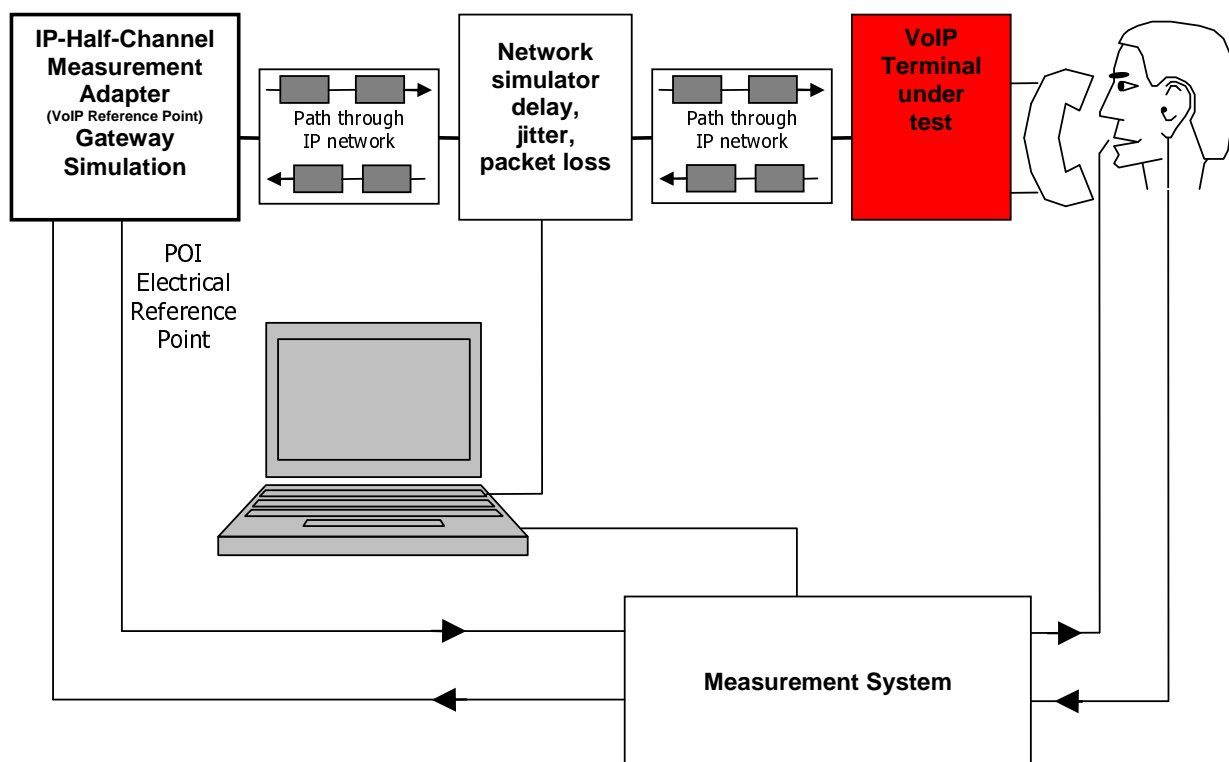 IP-Half-Channel
Measurement
Adapter
(VoIP Reference Point)
Gateway
Simulation
Path through
IP network
Network
simulator
delay,
jitter,
packet loss
Path through
IP network
VoIP
Terminal
under
test
POI
Electrical
Reference
Point
Measurement System